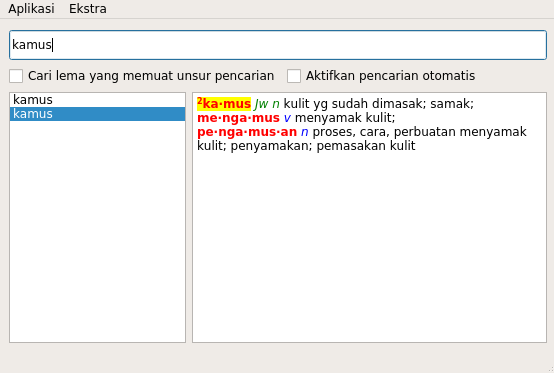 Aplikasi Ekstra
kamus
Cari lema yang memuat unsur pencarian Aktifkan pencarian otomatis
kamus
kamus
²ka·mus Jw n kulit yg sudah dimasak; samak;
me·nga·mus v menyamak kulit;
pe·nga·mus·an n proses, cara, perbuatan menyamak
kulit; penyamakan; pemasakan kulit